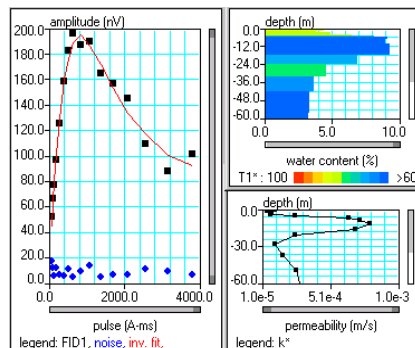 amplitude (nV)
200.0
180.0
160.0
140.0
120.0
100.0
80.0
60.0
40.0
20.0
0.0
0.0 2000.0 4000.0
pulse (A-ms)
legend: FID1, noise, inv. fit,
depth (m)
0.0
-12.0
-24.0
-36.0
-48.0
-60.0
0.0 5.0 10.0
water content (%)
T1* : 100 >60
depth (m)
0.0
-30.0
-60.0
1.0e-5 5.1e-4 1.0e-3
permeability (m/s)
legend: k*